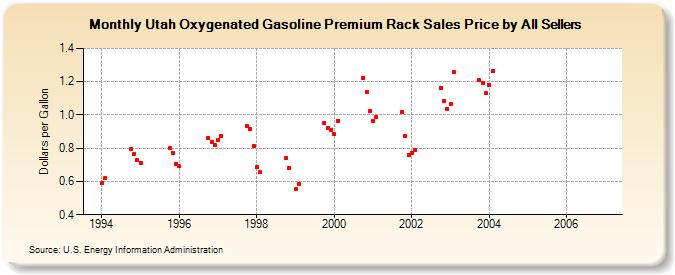 Monthly Utah Oxygenated Gasoline Premium Rack Sales Price by All Sellers
Dollars per Gallon
1.4
1.2
1.0
0.8
0.6
0.4
1994 1996 1998 2000 2002 2004 2006
Source: U.S. Energy Information Administration